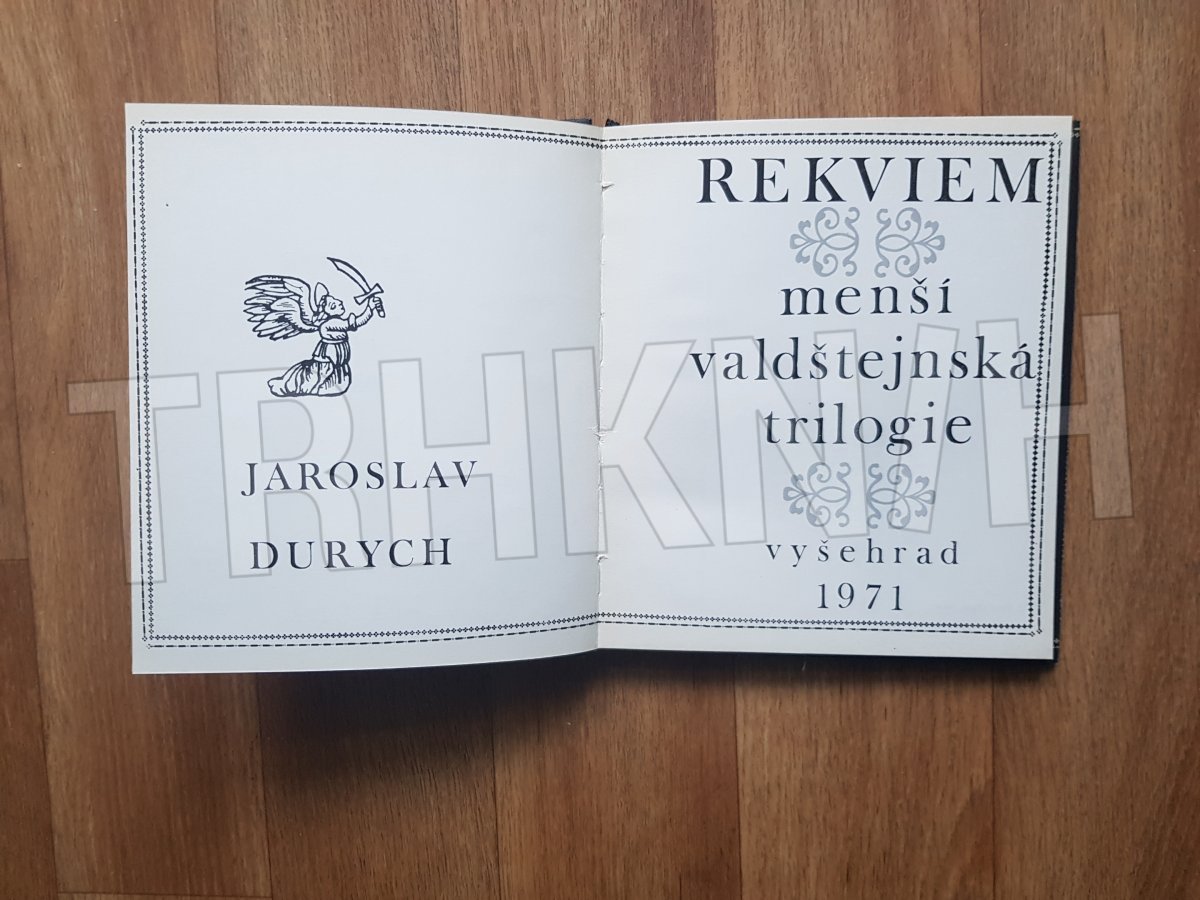 JAROSLAV
DURYCH
REKVIEM
menší
valdštejnská
trilogie
vyšehrad
1971
TRHKNIH